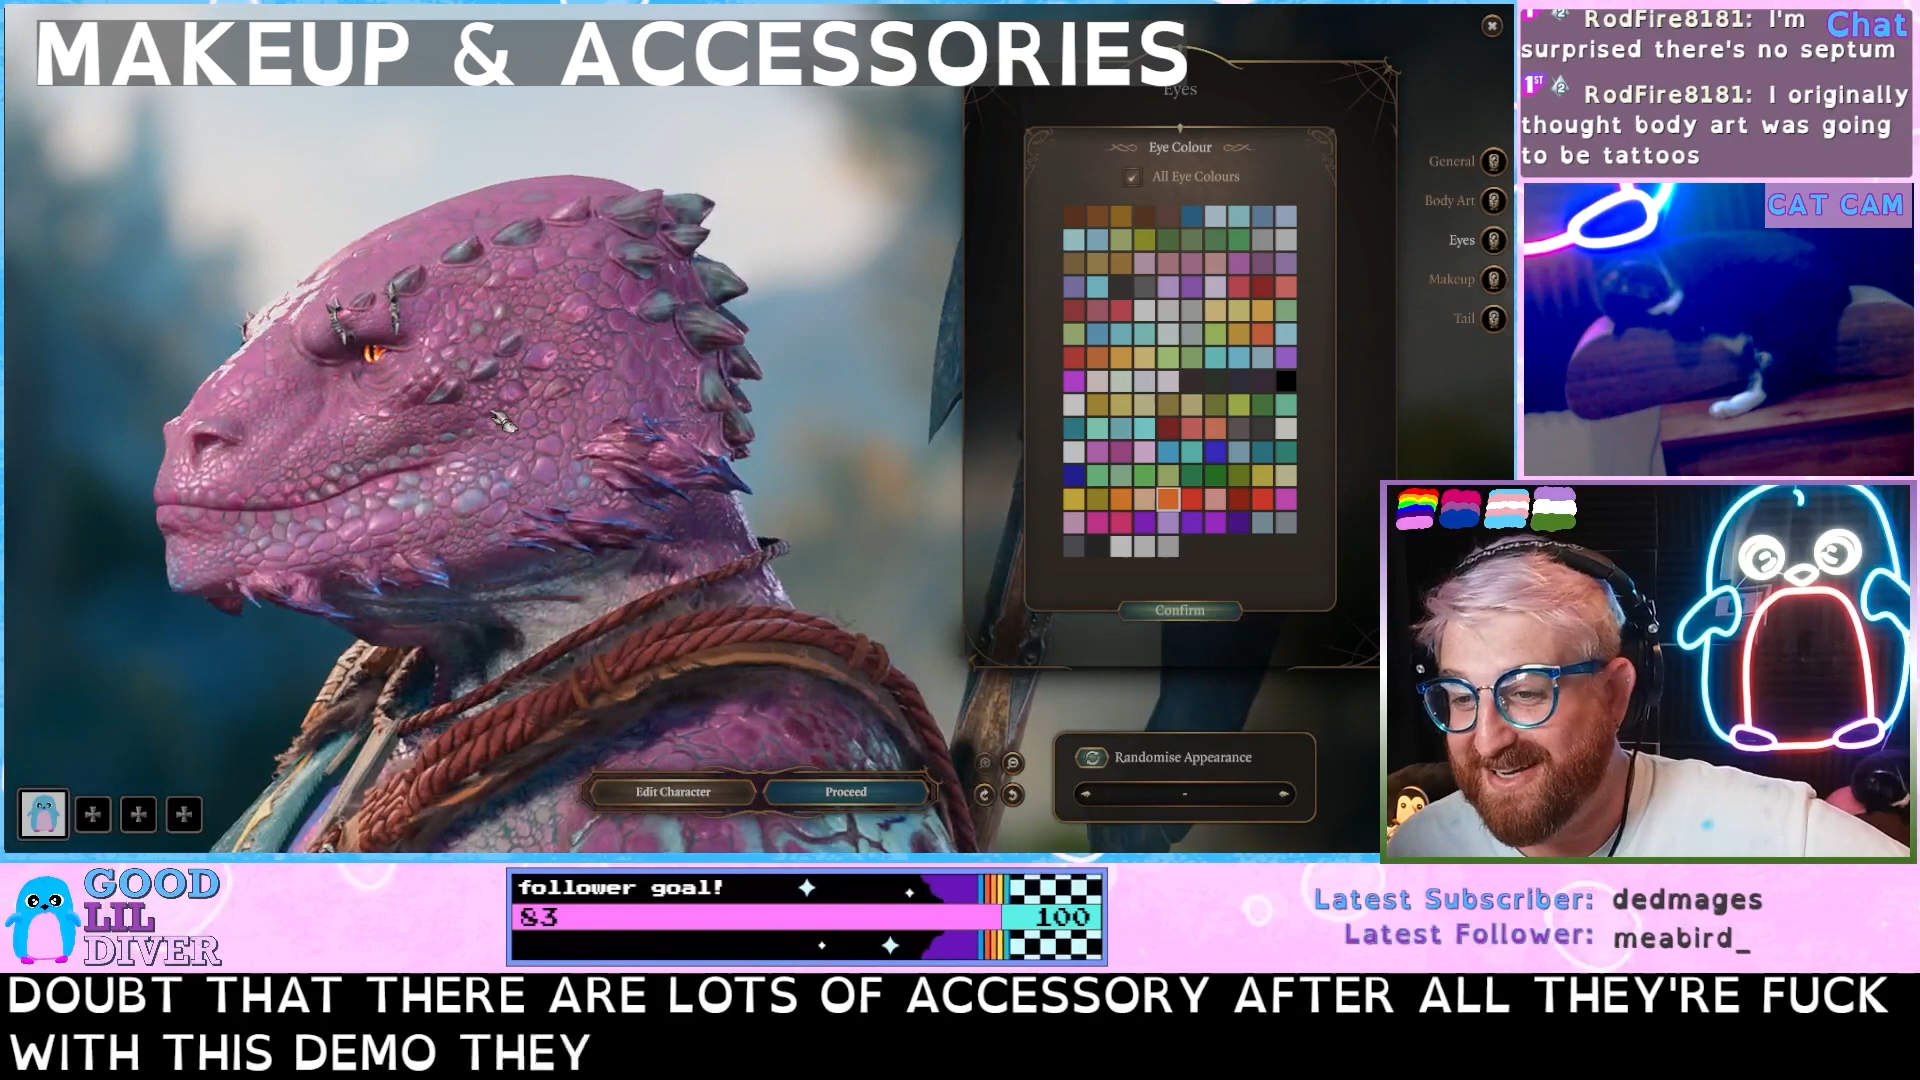 MAKEUP & ACCESSORIES
Eyes
Eye Colour
All Eye Colours
Confirm
General
Body Art
Eyes
Makeup
Tail
Randomise Appearance
-
Edit Character
Proceed
Chat
RodFire8181: I'm
surprised there's no septum
1ST
2
RodFire8181: I originally
thought body art was going
to be tattoos
CAT CAM
GOOD
LIL
DIVER
follower goal!
83
100
Latest Subscriber: dedmages
Latest Follower: meabird_
DOUBT THAT THERE ARE LOTS OF ACCESSORY AFTER ALL THEY'RE FUCK
WITH THIS DEMO THEY